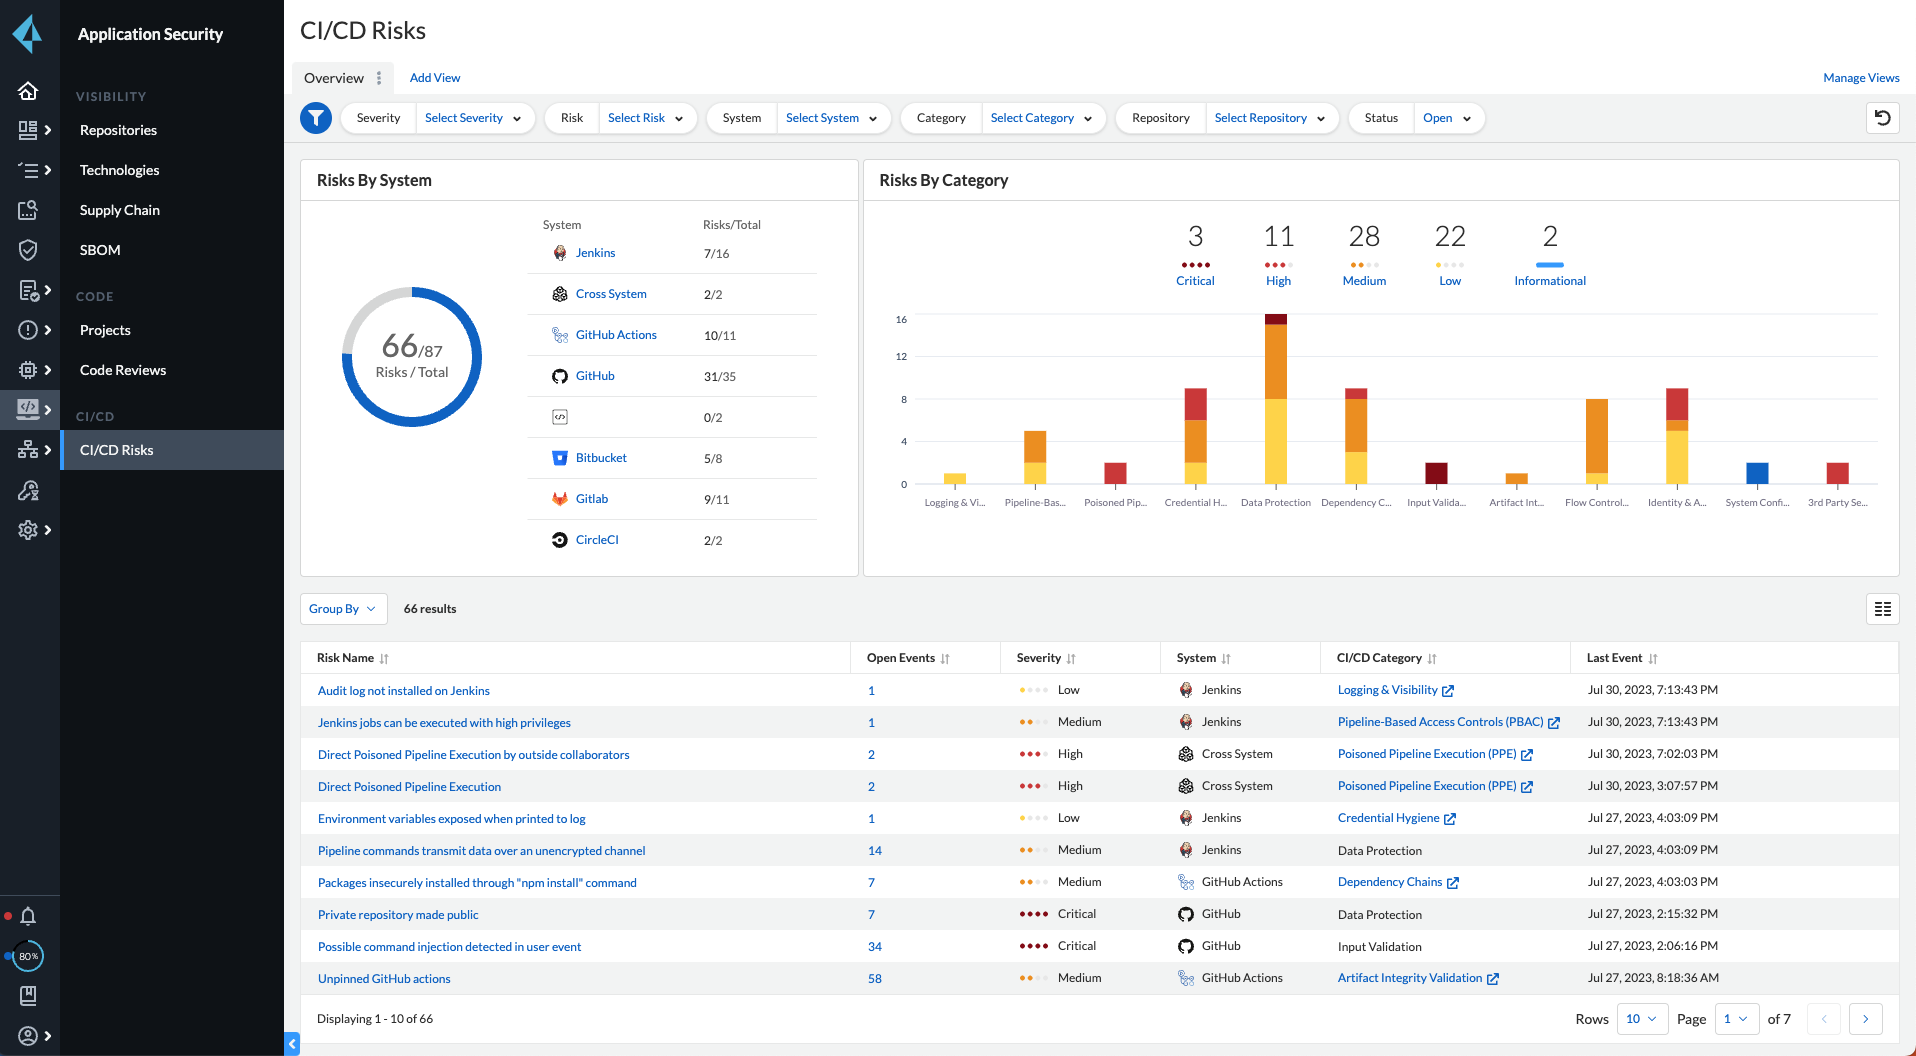 Application Security
VISIBILITY
Repositories
Technologies
Supply Chain
SBOM
CODE
Projects
Code Reviews
CI/CD
CI/CD Risks
80%
CI/CD Risks
Overview
Add View
Manage Views
Severity Select Severity
Risk Select Risk
System Select System
Category Select Category
Repository Select Repository
Status Open
Risks By System
66/87
Risks / Total
System Risks/Total
Jenkins 7/16
Cross System 2/2
GitHub Actions 10/11
GitHub 31/35
0/2
Bitbucket 5/8
Gitlab 9/11
CircleCI 2/2
Risks By Category
3 11 28 22 2
Critical High Medium Low Informational
16
12
8
4
0
Logging & Vi... Pipeline-Bas... Poisoned Pip... Credential H... Data Protection Dependency C... Input Valida... Artifact Int... Flow Control... Identity & A... System Confi... 3rd Party Se...
Group By 66 results
Risk Name Open Events Severity System CI/CD Category Last Event
Audit log not installed on Jenkins 1 Low Jenkins Logging & Visibility Jul 30, 2023, 7:13:43 PM
Jenkins jobs can be executed with high privileges 1 Medium Jenkins Pipeline-Based Access Controls (PBAC) Jul 30, 2023, 7:13:43 PM
Direct Poisoned Pipeline Execution by outside collaborators 2 High Cross System Poisoned Pipeline Execution (PPE) Jul 30, 2023, 7:02:03 PM
Direct Poisoned Pipeline Execution 2 High Cross System Poisoned Pipeline Execution (PPE) Jul 30, 2023, 3:07:57 PM
Environment variables exposed when printed to log 1 Low Jenkins Credential Hygiene Jul 27, 2023, 4:03:09 PM
Pipeline commands transmit data over an unencrypted channel 14 Medium Jenkins Data Protection Jul 27, 2023, 4:03:09 PM
Packages insecurely installed through "npm install" command 7 Medium GitHub Actions Dependency Chains Jul 27, 2023, 4:03:03 PM
Private repository made public 7 Critical GitHub Data Protection Jul 27, 2023, 2:15:32 PM
Possible command injection detected in user event 34 Critical GitHub Input Validation Jul 27, 2023, 2:06:16 PM
Unpinned GitHub actions 58 Medium GitHub Actions Artifact Integrity Validation Jul 27, 2023, 8:18:36 AM
Displaying 1 - 10 of 66
Rows 10 Page 1 of 7